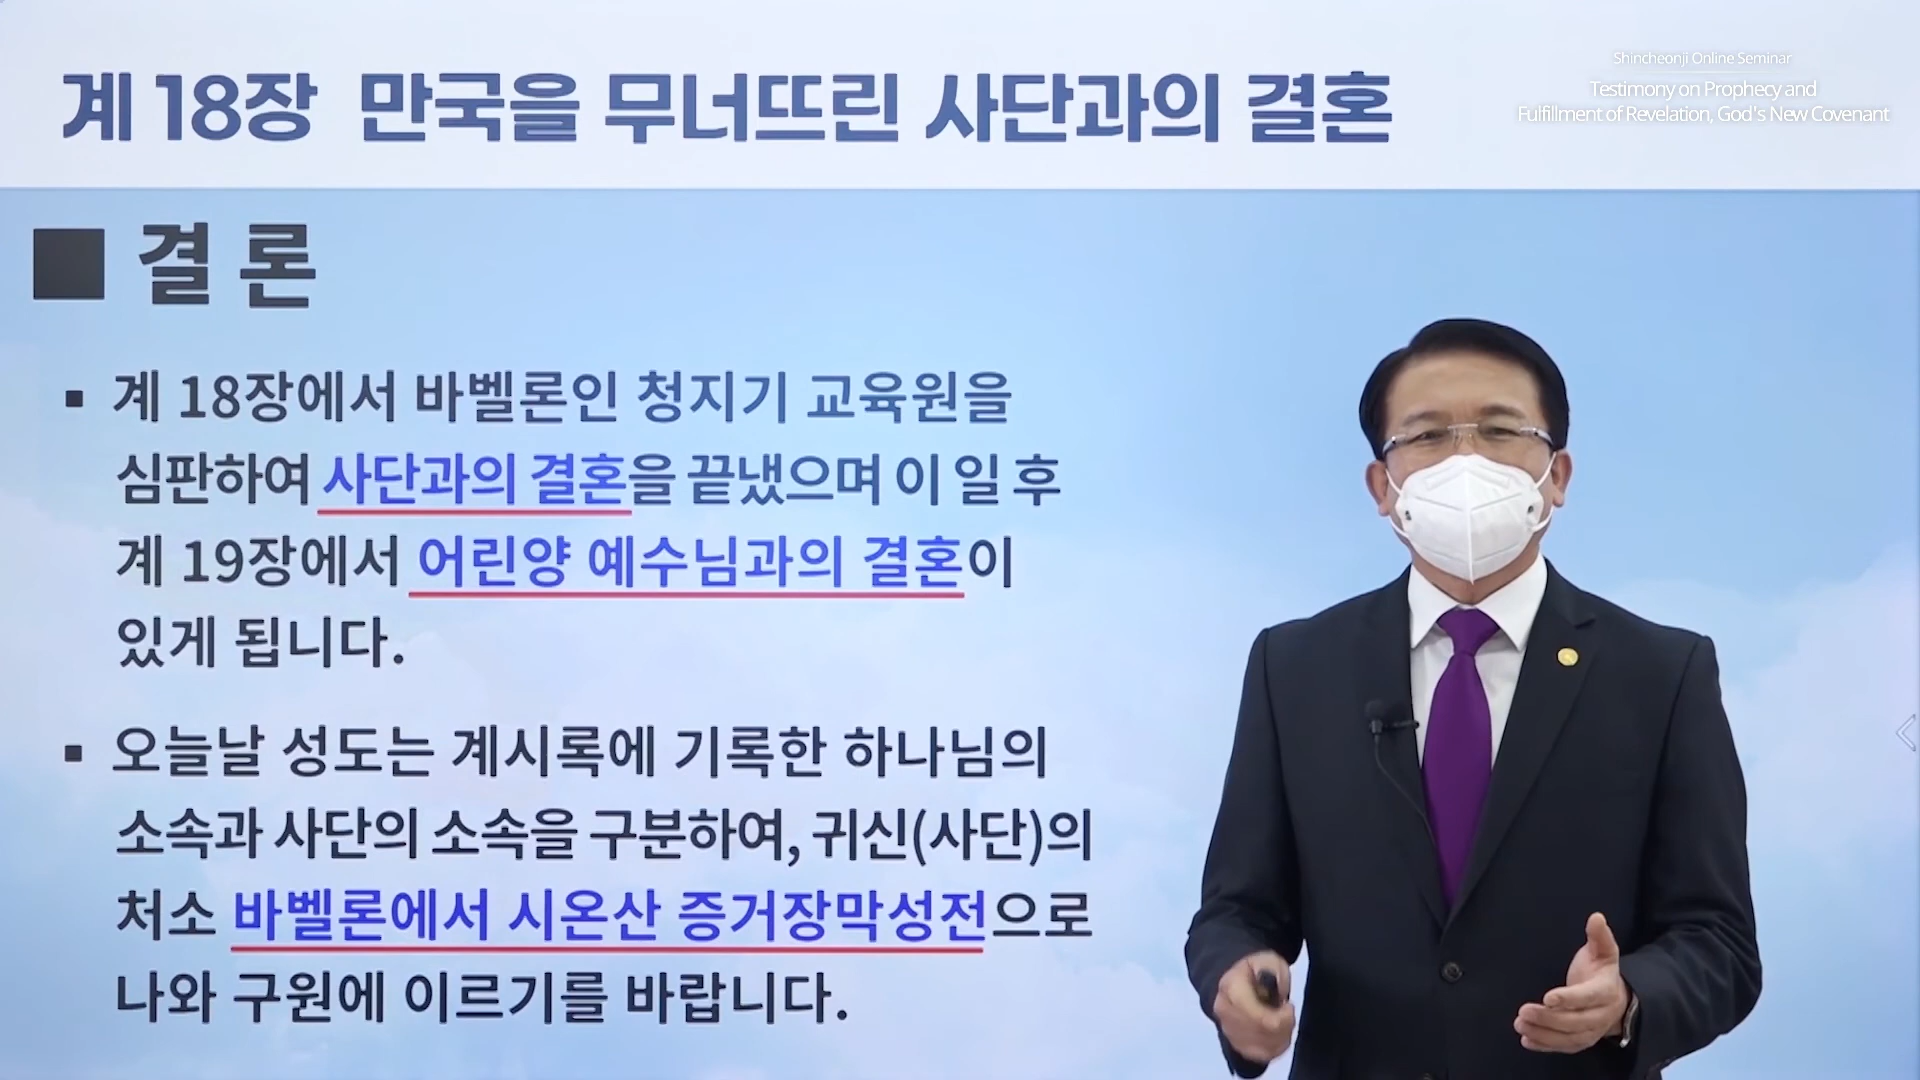 계 18장 만국을 무너뜨린 사단과의 결혼
Shincheonji Online Seminar
Testimony on Prophecy and
Fulfillment of Revelation, God's New Covenant
■ 결 론
▪ 계 18장에서 바벨론인 청지기 교육원을
심판하여 사단과의 결혼을 끝냈으며 이 일 후
계 19장에서 어린양 예수님과의 결혼이
있게 됩니다.
▪ 오늘날 성도는 계시록에 기록한 하나님의
소속과 사단의 소속을 구분하여, 귀신(사단)의
처소 바벨론에서 시온산 증거장막성전으로
나와 구원에 이르기를 바랍니다.